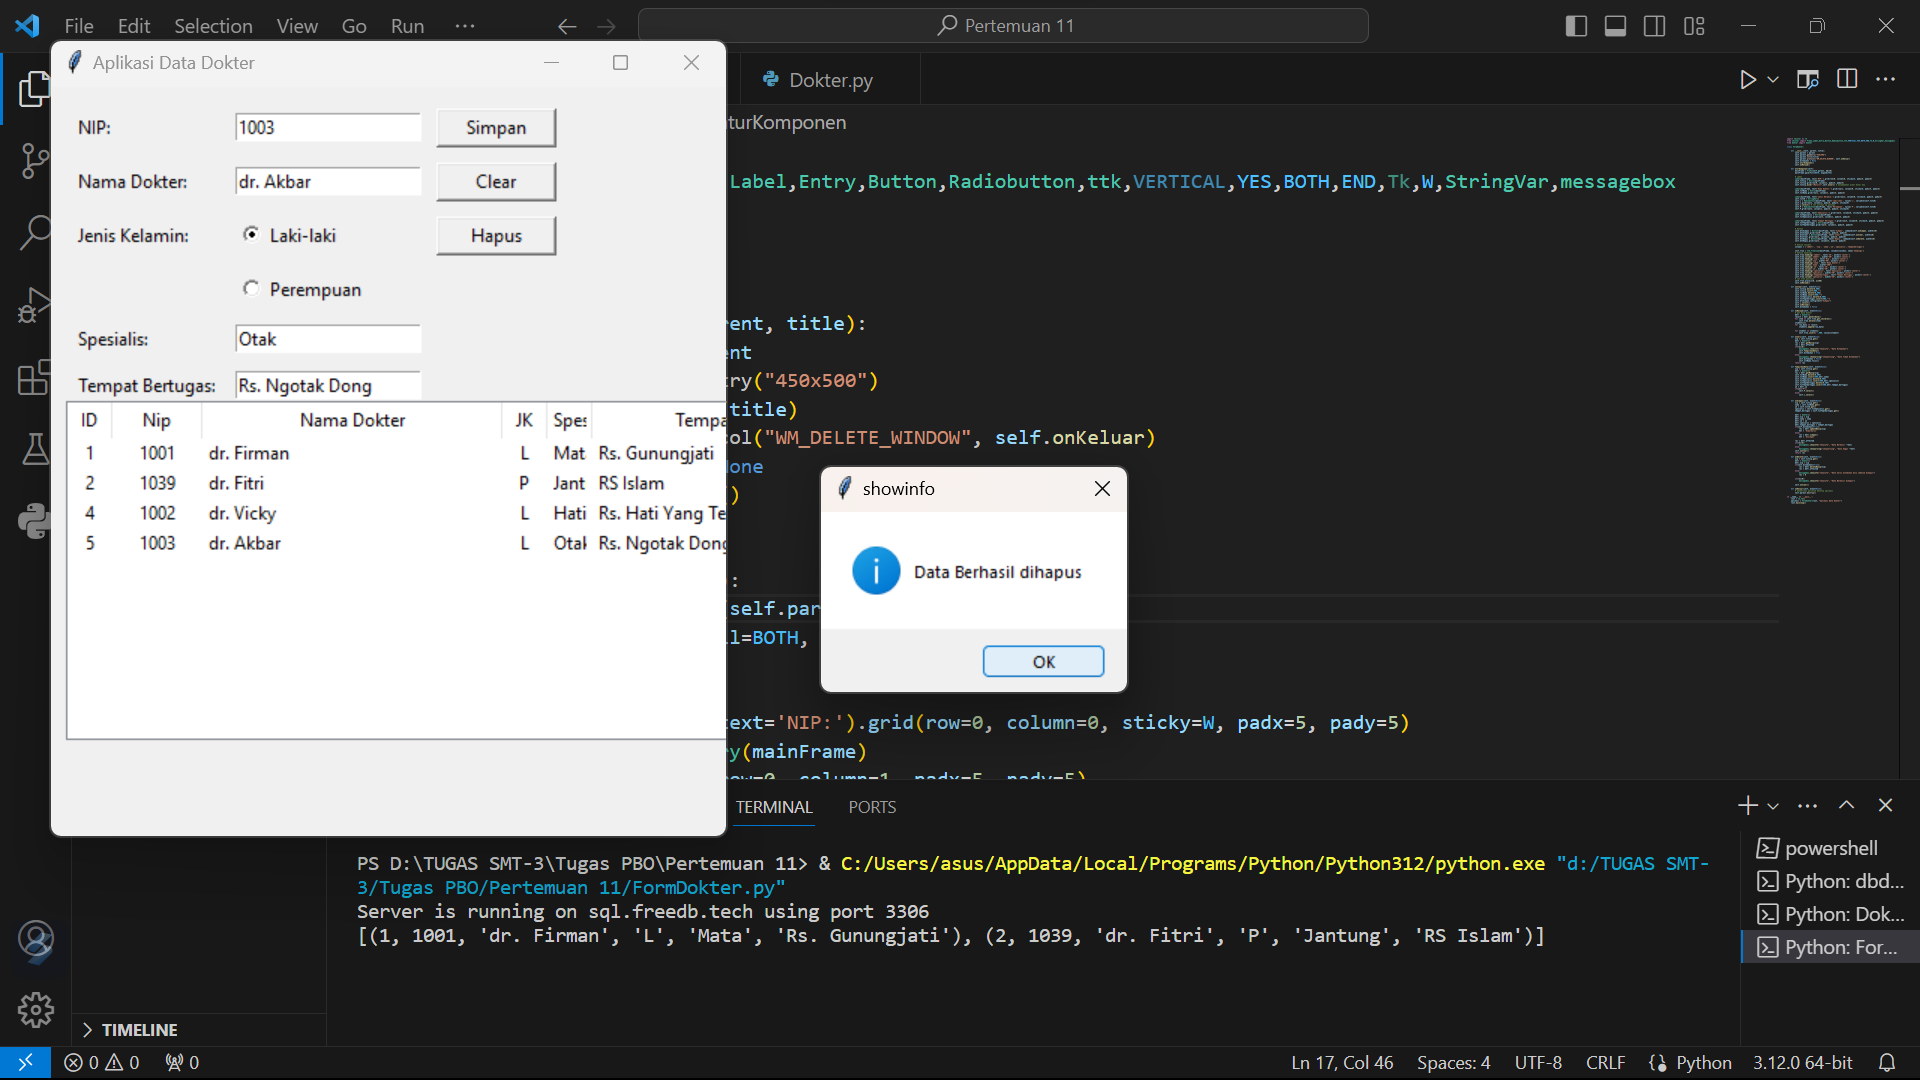 File Edit Selection View Go Run ··· Pertemuan 11
Aplikasi Data Dokter
Dokter.py
turKomponen
NIP: 1003 Simpan
Nama Dokter: dr. Akbar Clear
Jenis Kelamin: Laki-laki Hapus
Perempuan
Spesialis: Otak
Tempat Bertugas: Rs. Ngotak Dong
ID Nip Nama Dokter JK Spes Tempa
1 1001 dr. Firman L Mat Rs. Gunungjati
2 1039 dr. Fitri P Jant RS Islam
4 1002 dr. Vicky L Hati Rs. Hati Yang Te
5 1003 dr. Akbar L Otak Rs. Ngotak Dong
Label,Entry,Button,Radiobutton,ttk,VERTICAL,YES,BOTH,END,Tk,W,StringVar,messagebox
ent, title):
nt
ry("450x500")
title)
ol("WM_DELETE_WINDOW", self.onKeluar)
one
)
:
(self.par
l=BOTH,
ext='NIP:').grid(row=0, column=0, sticky=W, padx=5, pady=5)
y(mainFrame)
ow=0, column=1, padx=5, pady=5)
showinfo
Data Berhasil dihapus
OK
TERMINAL PORTS
PS D:\TUGAS SMT-3\Tugas PBO\Pertemuan 11> & C:/Users/asus/AppData/Local/Programs/Python/Python312/python.exe "d:/TUGAS SMT-
3/Tugas PBO/Pertemuan 11/FormDokter.py"
Server is running on sql.freedb.tech using port 3306
[(1, 1001, 'dr. Firman', 'L', 'Mata', 'Rs. Gunungjati'), (2, 1039, 'dr. Fitri', 'P', 'Jantung', 'RS Islam')]
powershell
Python: dbd...
Python: Dok...
Python: For...
TIMELINE
0 0 0 Ln 17, Col 46 Spaces: 4 UTF-8 CRLF Python 3.12.0 64-bit